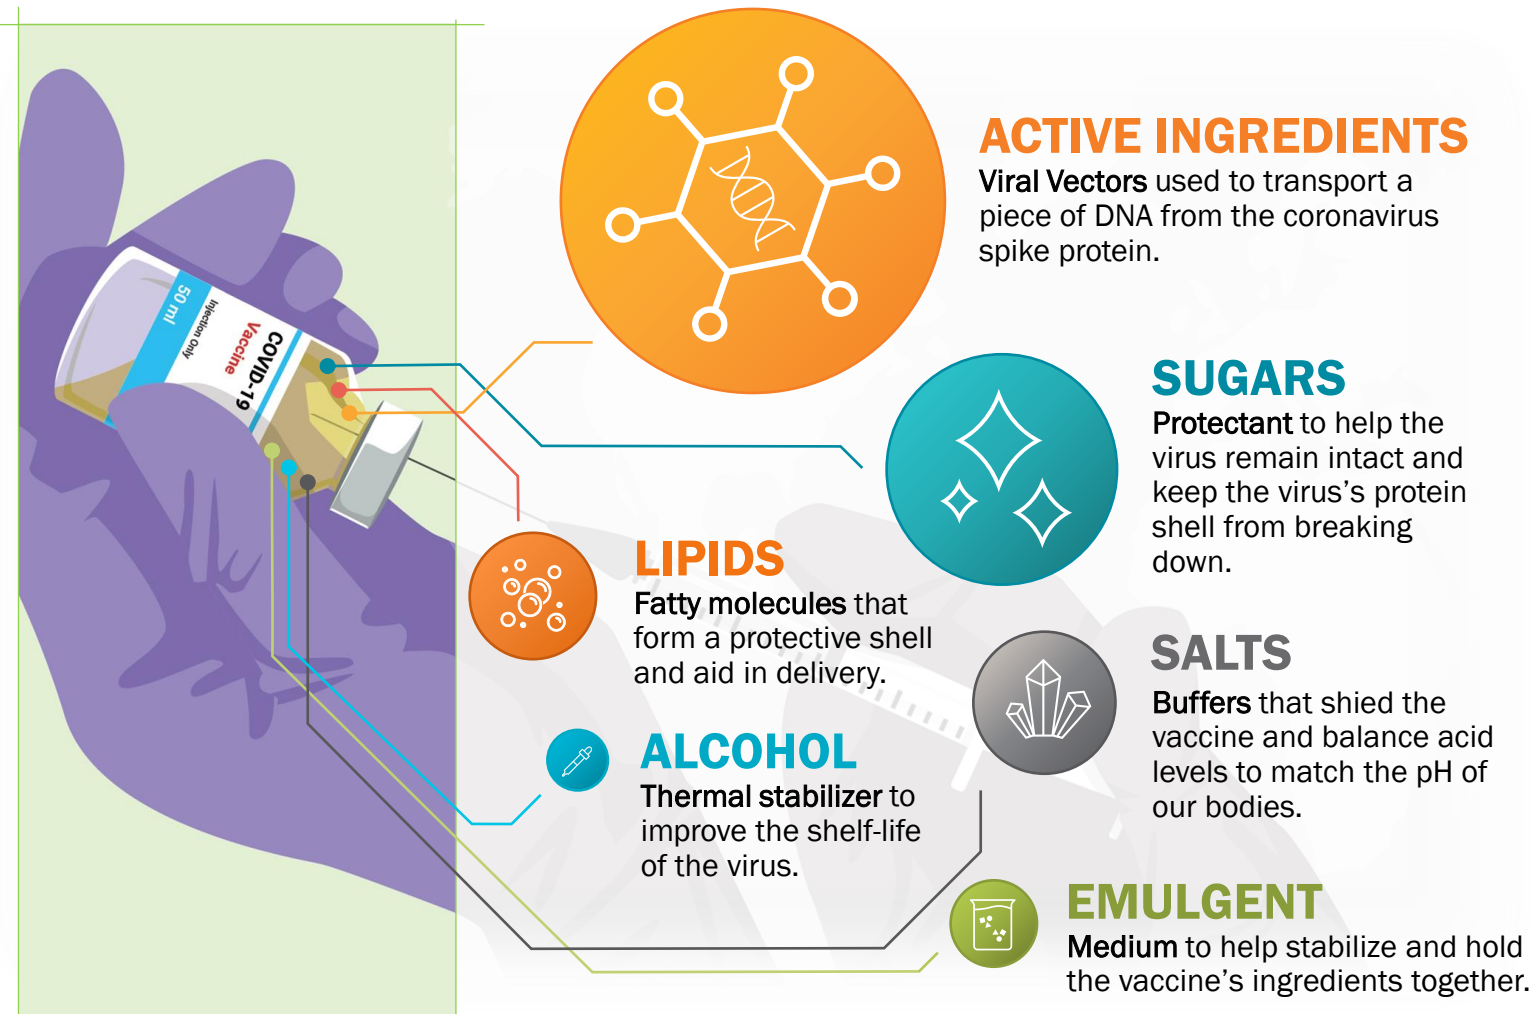 50 ml
Injection Only
COVID-19
Vaccine
ACTIVE INGREDIENTS
Viral Vectors used to transport a
piece of DNA from the coronavirus
spike protein.
SUGARS
Protectant to help the
virus remain intact and
keep the virus’s protein
shell from breaking
down.
LIPIDS
Fatty molecules that
form a protective shell
and aid in delivery.
SALTS
Buffers that shied the
vaccine and balance acid
levels to match the pH of
our bodies.
ALCOHOL
Thermal stabilizer to
improve the shelf-life
of the virus.
EMULGENT
Medium to help stabilize and hold
the vaccine’s ingredients together.